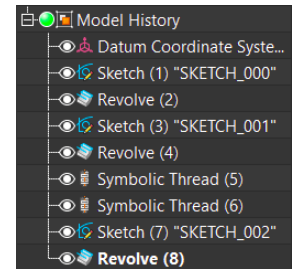 Model History
Datum Coordinate Syste...
Sketch (1) "SKETCH_000"
Revolve (2)
Sketch (3) "SKETCH_001"
Revolve (4)
Symbolic Thread (5)
Symbolic Thread (6)
Sketch (7) "SKETCH_002"
Revolve (8)